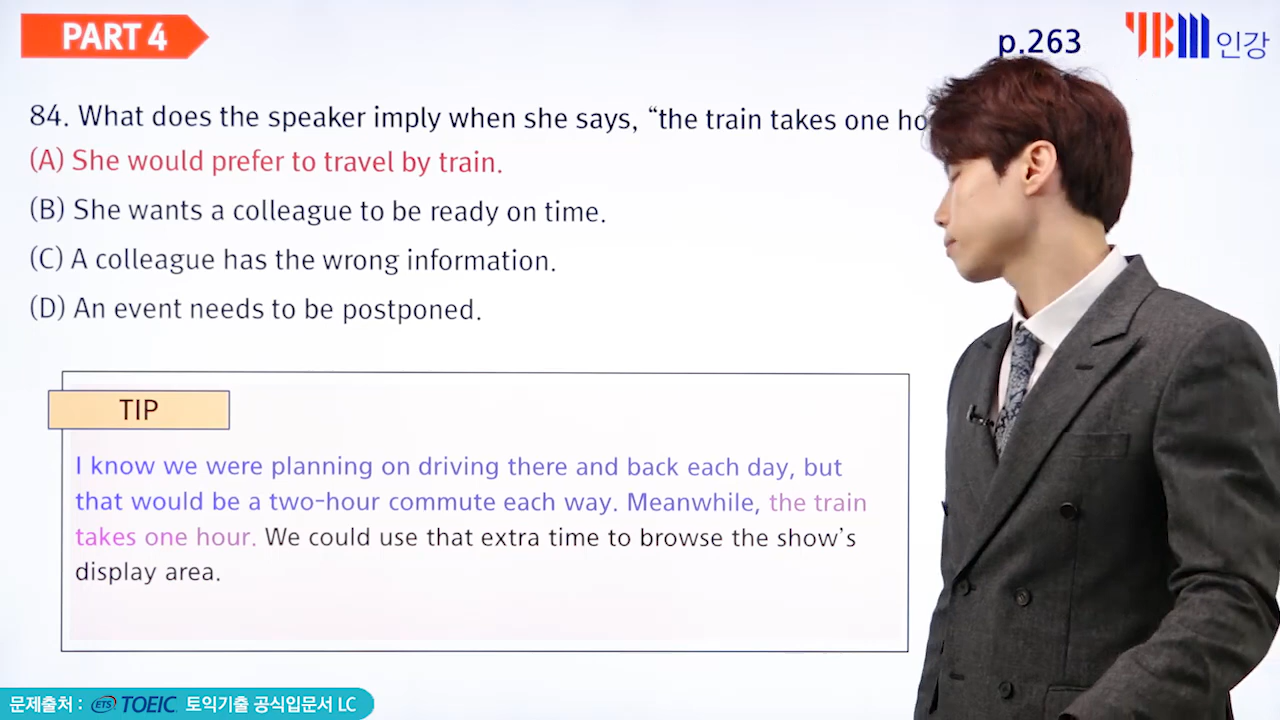 PART 4
p.263
YBM 인강
84. What does the speaker imply when she says, “the train takes one
(A) She would prefer to travel by train.
(B) She wants a colleague to be ready on time.
(C) A colleague has the wrong information.
(D) An event needs to be postponed.
TIP
I know we were planning on driving there and back each day, but
that would be a two-hour commute each way. Meanwhile, the train
takes one hour. We could use that extra time to browse the show’s
display area.
문제출처 : ETS TOEIC 토익기출 공식입문서 LC